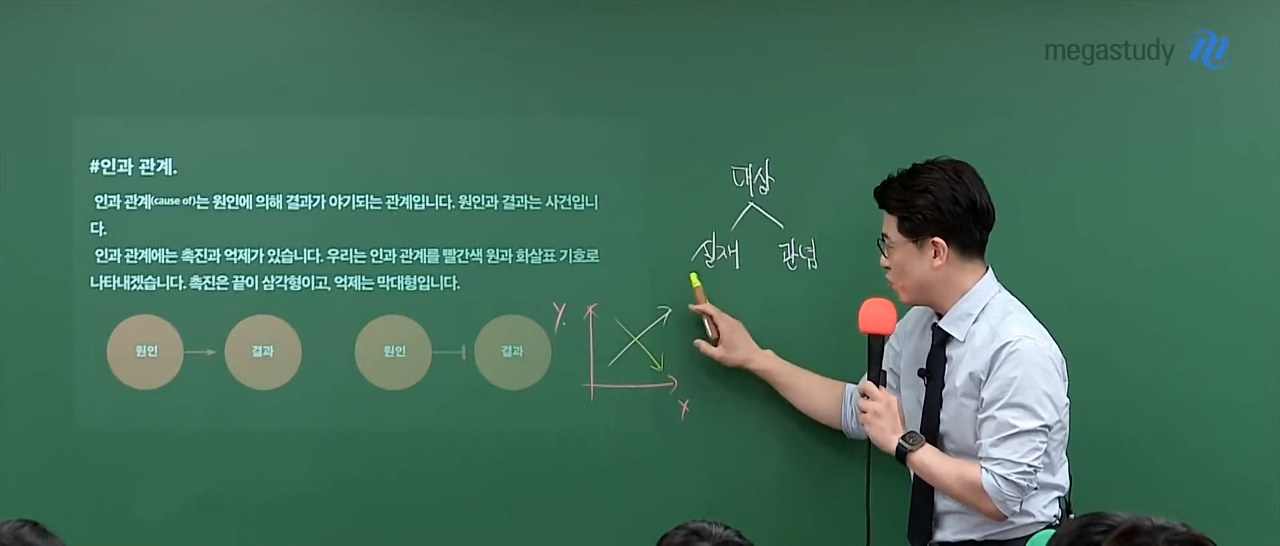 megastudy
#인과 관계.
인과 관계(cause of)는 원인에 의해 결과가 야기되는 관계입니다. 원인과 결과는 사건입니
다.
인과 관계에는 촉진과 억제가 있습니다. 우리는 인과 관계를 빨간색 원과 화살표 기호로
나타내겠습니다. 촉진은 끝이 삼각형이고, 억제는 막대형입니다.
원인 결과 원인 결과
대상
실재 관념
y.
x